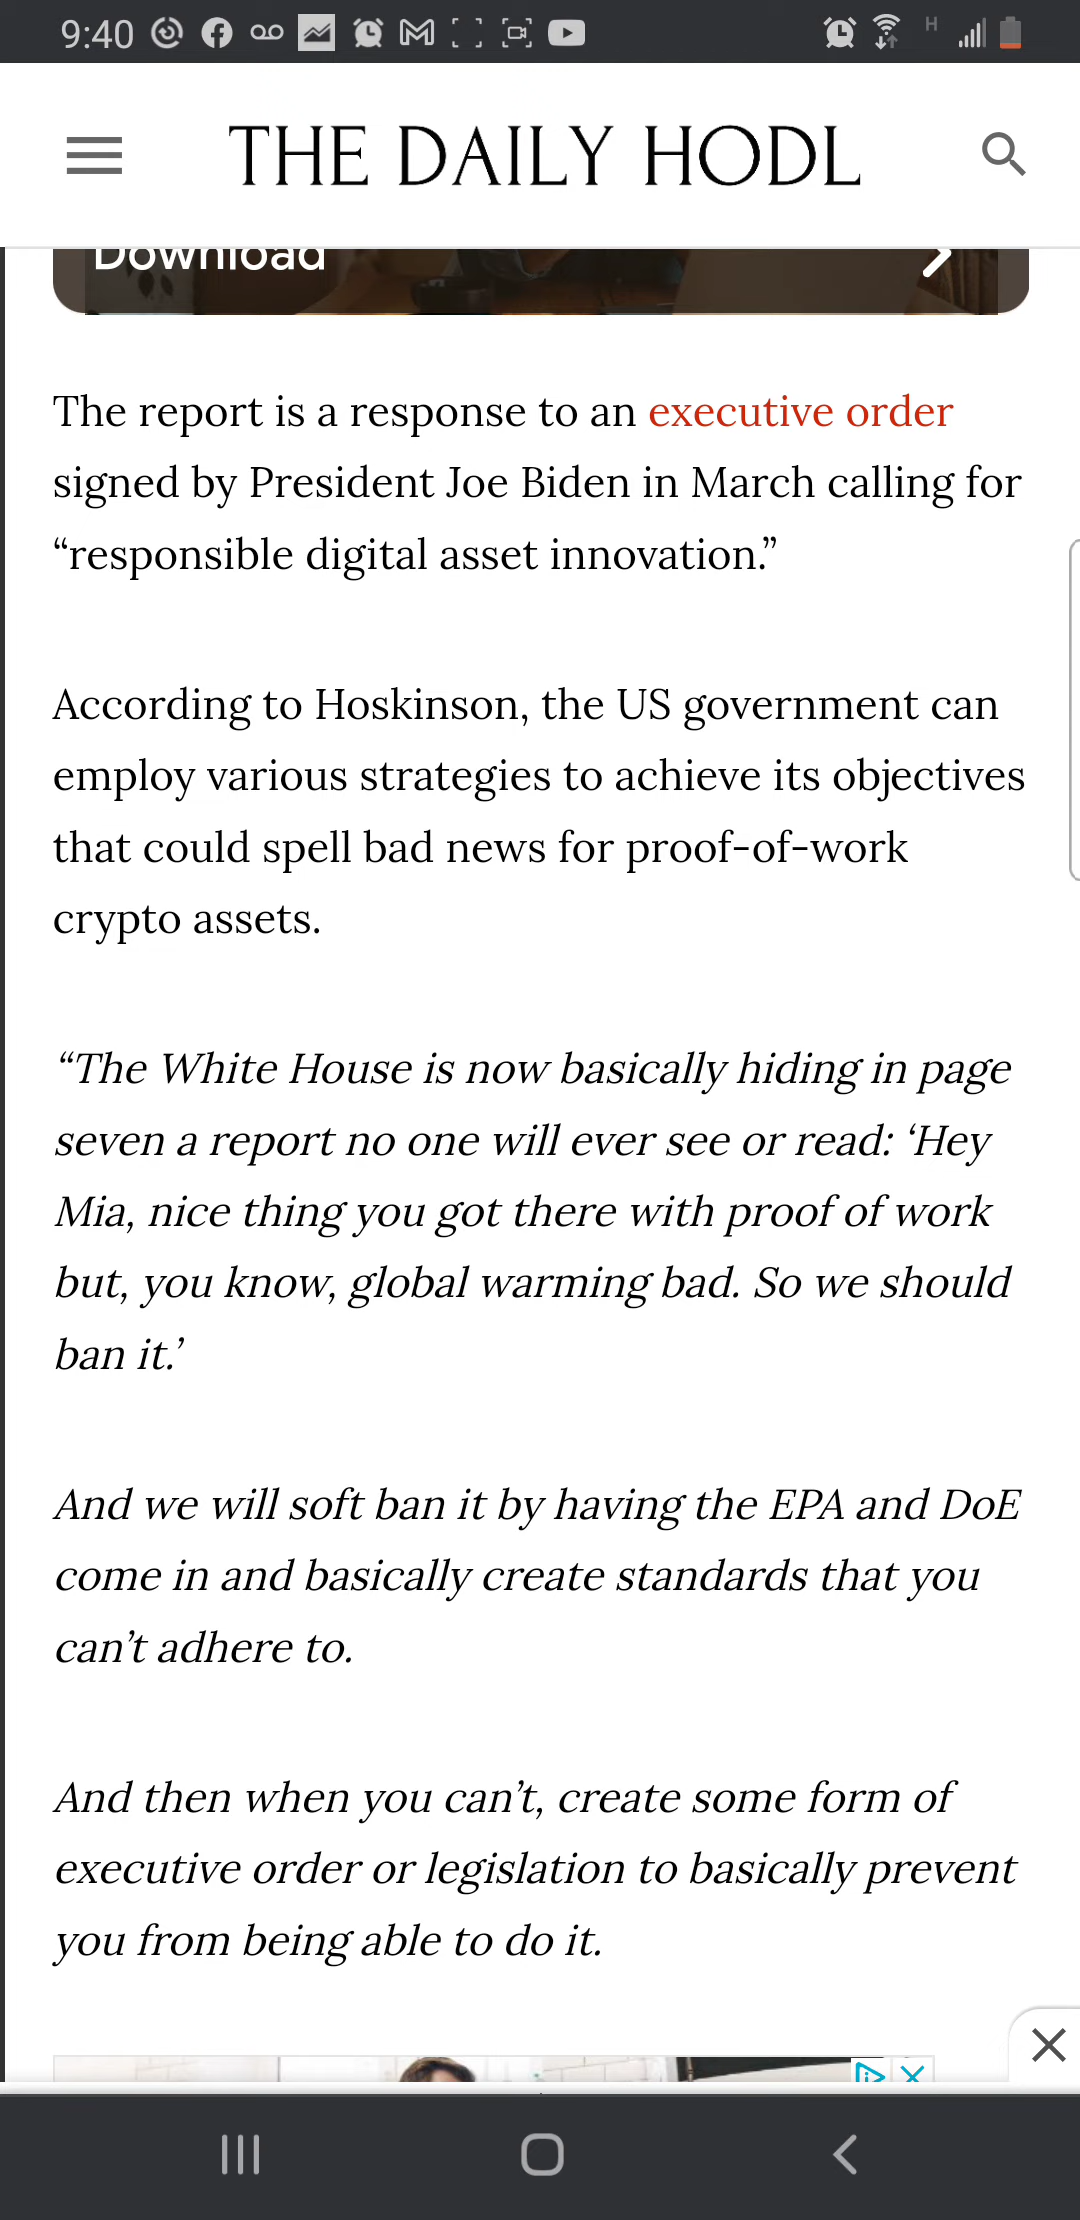 9:40
H
THE DAILY HODL
Download
The report is a response to an executive order
signed by President Joe Biden in March calling for
“responsible digital asset innovation.”
According to Hoskinson, the US government can
employ various strategies to achieve its objectives
that could spell bad news for proof-of-work
crypto assets.
“The White House is now basically hiding in page
seven a report no one will ever see or read: ‘Hey
Mia, nice thing you got there with proof of work
but, you know, global warming bad. So we should
ban it.’
And we will soft ban it by having the EPA and DoE
come in and basically create standards that you
can’t adhere to.
And then when you can’t, create some form of
executive order or legislation to basically prevent
you from being able to do it.